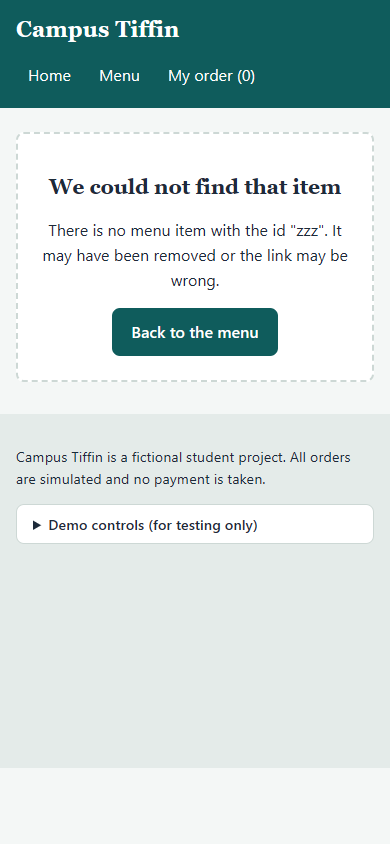 Campus Tiffin
Home Menu My order (0)
We could not find that item
There is no menu item with the id "zzz". It
may have been removed or the link may be
wrong.
Back to the menu
Campus Tiffin is a fictional student project. All orders
are simulated and no payment is taken.
Demo controls (for testing only)